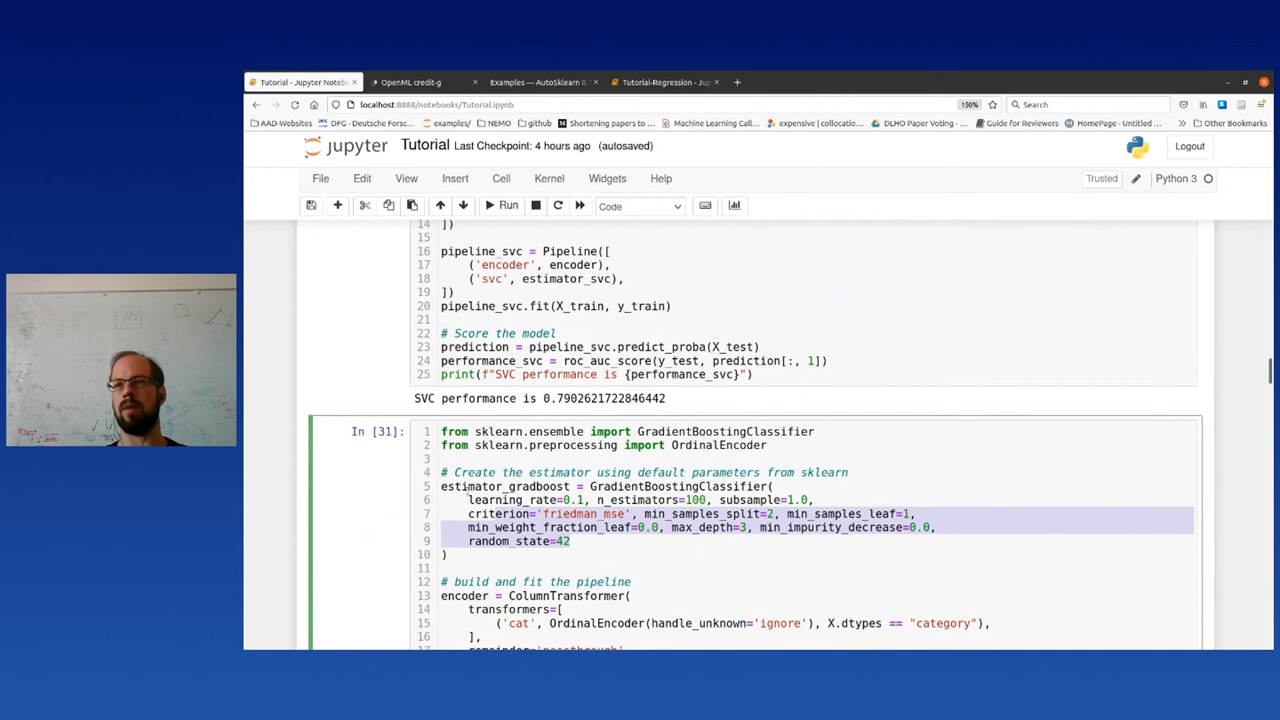 Tutorial - Jupyter Notebo
OpenML credit-g
Examples — AutoSklearn 0.
Tutorial-Regression - Jup
localhost:8888/notebooks/Tutorial.ipynb
150%
Search
AAD-Websites
DFG - Deutsche Forsc…
examples/
NEMO
github
Shortening papers to …
Machine Learning Call…
expensive | collocatio…
DLHO Paper Voting -…
Guide for Reviewers
HomePage - Workshop…
Unlimited…
Other Bookmarks
jupyter Tutorial Last Checkpoint: 4 hours ago (autosaved)
Logout
File Edit View Insert Cell Kernel Widgets Help
Trusted
Python 3
Run
Code
14 ])
15
16 pipeline_svc = Pipeline([
17 ('encoder', encoder),
18 ('svc', estimator_svc),
19 ])
20 pipeline_svc.fit(X_train, y_train)
21
22 # Score the model
23 prediction = pipeline_svc.predict_proba(X_test)
24 performance_svc = roc_auc_score(y_test, prediction[:, 1])
25 print(f"SVC performance is {performance_svc}")
SVC performance is 0.7902621722846442
In [31]:
1 from sklearn.ensemble import GradientBoostingClassifier
2 from sklearn.preprocessing import OrdinalEncoder
3
4 # Create the estimator using default parameters from sklearn
5 estimator_gradboost = GradientBoostingClassifier(
6 learning_rate=0.1, n_estimators=100, subsample=1.0,
7 criterion='friedman_mse', min_samples_split=2, min_samples_leaf=1,
8 min_weight_fraction_leaf=0.0, max_depth=3, min_impurity_decrease=0.0,
9 random_state=42
10 )
11
12 # build and fit the pipeline
13 encoder = ColumnTransformer(
14 transformers=[
15 ('cat', OrdinalEncoder(handle_unknown='ignore'), X.dtypes == "category"),
16 ],